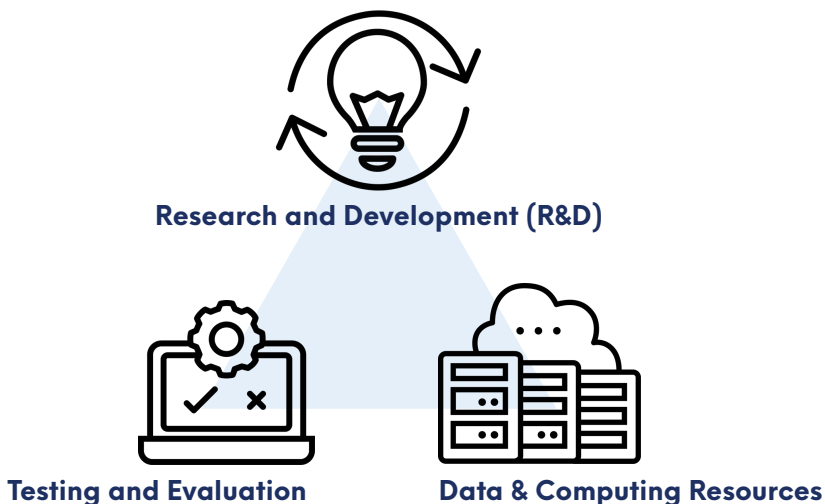 Research and Development (R&D)
Testing and Evaluation
Data & Computing Resources